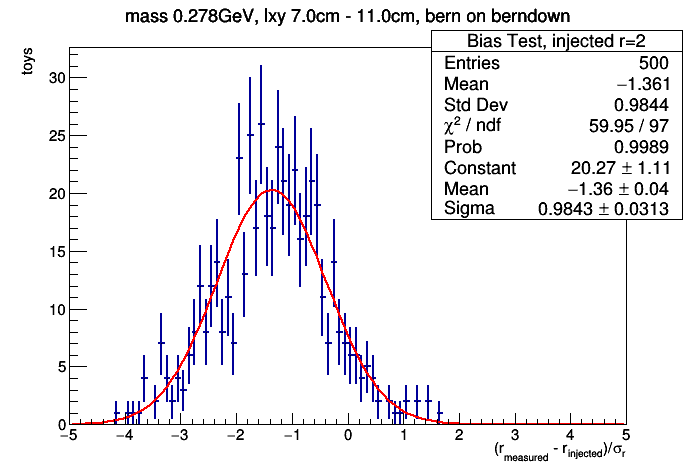 mass 0.278GeV, lxy 7.0cm - 11.0cm, bern on berndown
toys
Bias Test, injected r=2
Entries 500
Mean −1.361
Std Dev 0.9844
χ² / ndf 59.95 / 97
Prob 0.9989
Constant 20.27 ± 1.11
Mean −1.36 ± 0.04
Sigma 0.9843 ± 0.0313
30
25
20
15
10
5
0
−5 −4 −3 −2 −1 0 1 2 3 4 5
(r_measured - r_injected)/σ_r